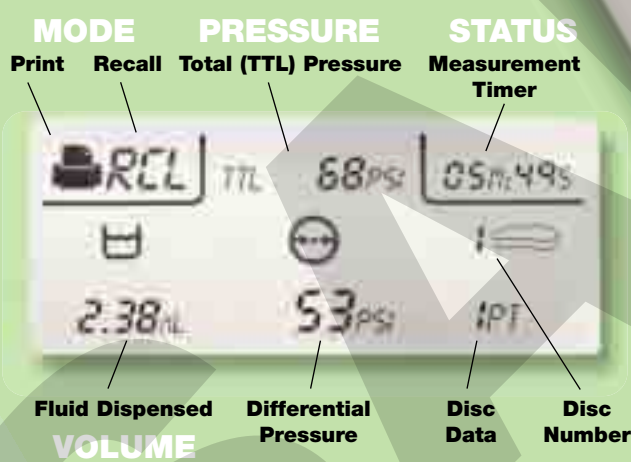 MODE PRESSURE STATUS
Print Recall Total (TTL) Pressure Measurement
Timer
RCL TTL 68PSI 05m:49s
1
2.38mL 53PSI 1PT
Fluid Dispensed Differential Disc Disc
VOLUME Pressure Data Number